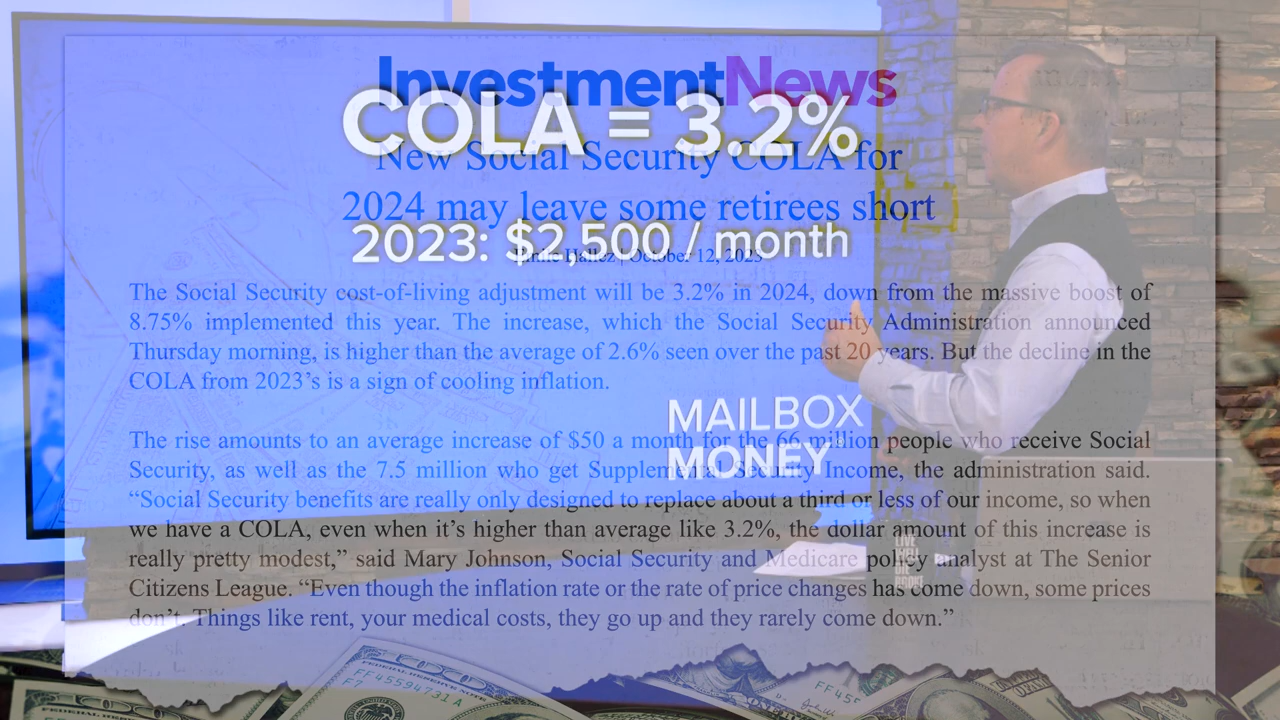 InvestmentNews
COLA = 3.2%
New Social Security COLA for
2024 may leave some retirees short
2023: $2,500 / month
Emile Hallez | October 12, 2023
The Social Security cost-of-living adjustment will be 3.2% in 2024, down from the massive boost of
8.75% implemented this year. The increase, which the Social Security Administration announced
Thursday morning, is higher than the average of 2.6% seen over the past 20 years. But the decline in the
COLA from 2023’s is a sign of cooling inflation.
MAILBOX
MONEY
The rise amounts to an average increase of $50 a month for the 66 million people who receive Social
Security, as well as the 7.5 million who get Supplemental Security Income, the administration said.
“Social Security benefits are really only designed to replace about a third or less of our income, so when
we have a COLA, even when it’s higher than average like 3.2%, the dollar amount of this increase is
really pretty modest,” said Mary Johnson, Social Security and Medicare policy analyst at The Senior
Citizens League. “Even though the inflation rate or the rate of price changes has come down, some prices
don’t. Things like rent, your medical costs, they go up and they rarely come down.”
FF45594731 A
F7
FF45